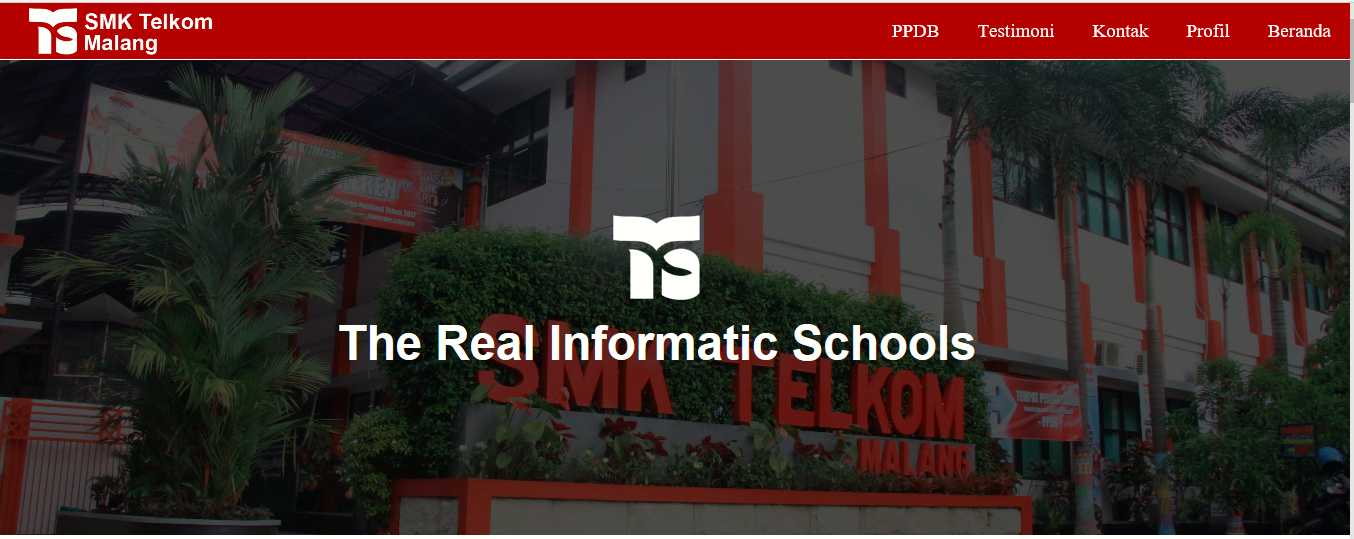 SMK Telkom
Malang
PPDB
Testimoni
Kontak
Profil
Beranda
The Real Informatic Schools
SMK TELKOM
MALANG